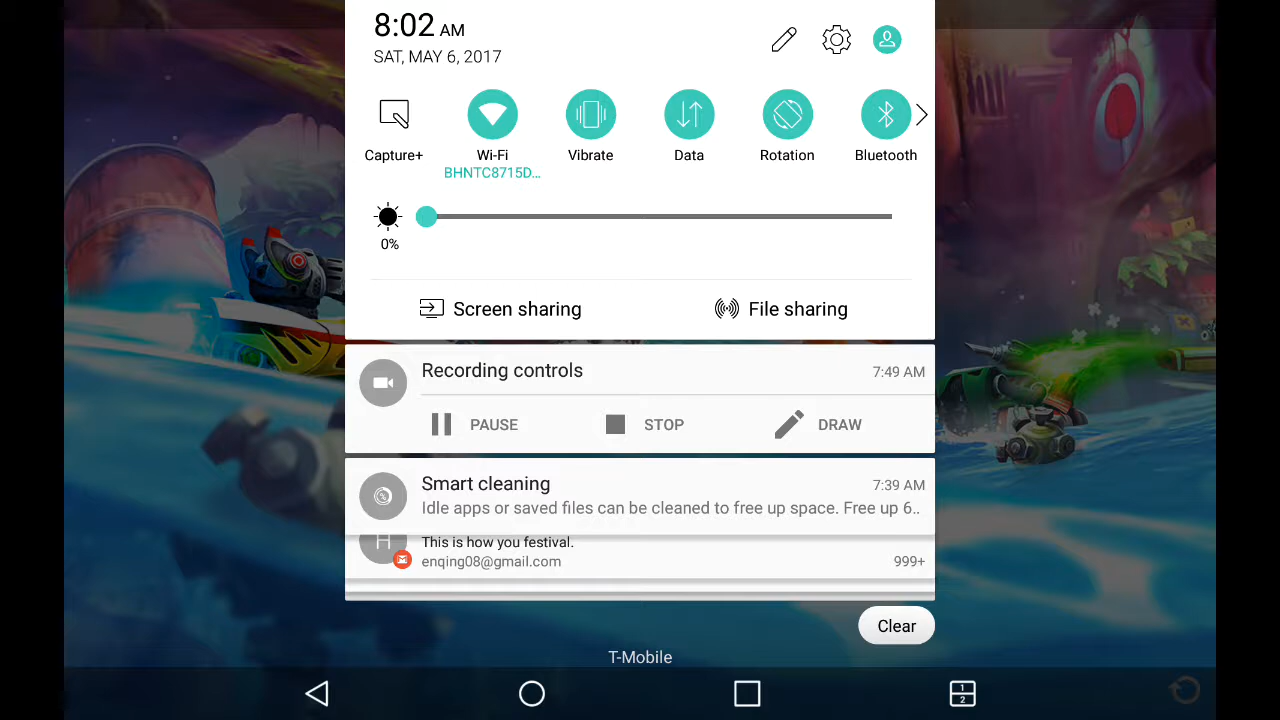 8:02 AM
SAT, MAY 6, 2017
Capture+
Wi-Fi
BHNTC8715D...
Vibrate
Data
Rotation
Bluetooth
0%
Screen sharing
File sharing
Recording controls
7:49 AM
PAUSE
STOP
DRAW
Smart cleaning
7:39 AM
Idle apps or saved files can be cleaned to free up space. Free up 6..
H
This is how you festival.
enqing08@gmail.com
999+
Clear
T-Mobile
1
2